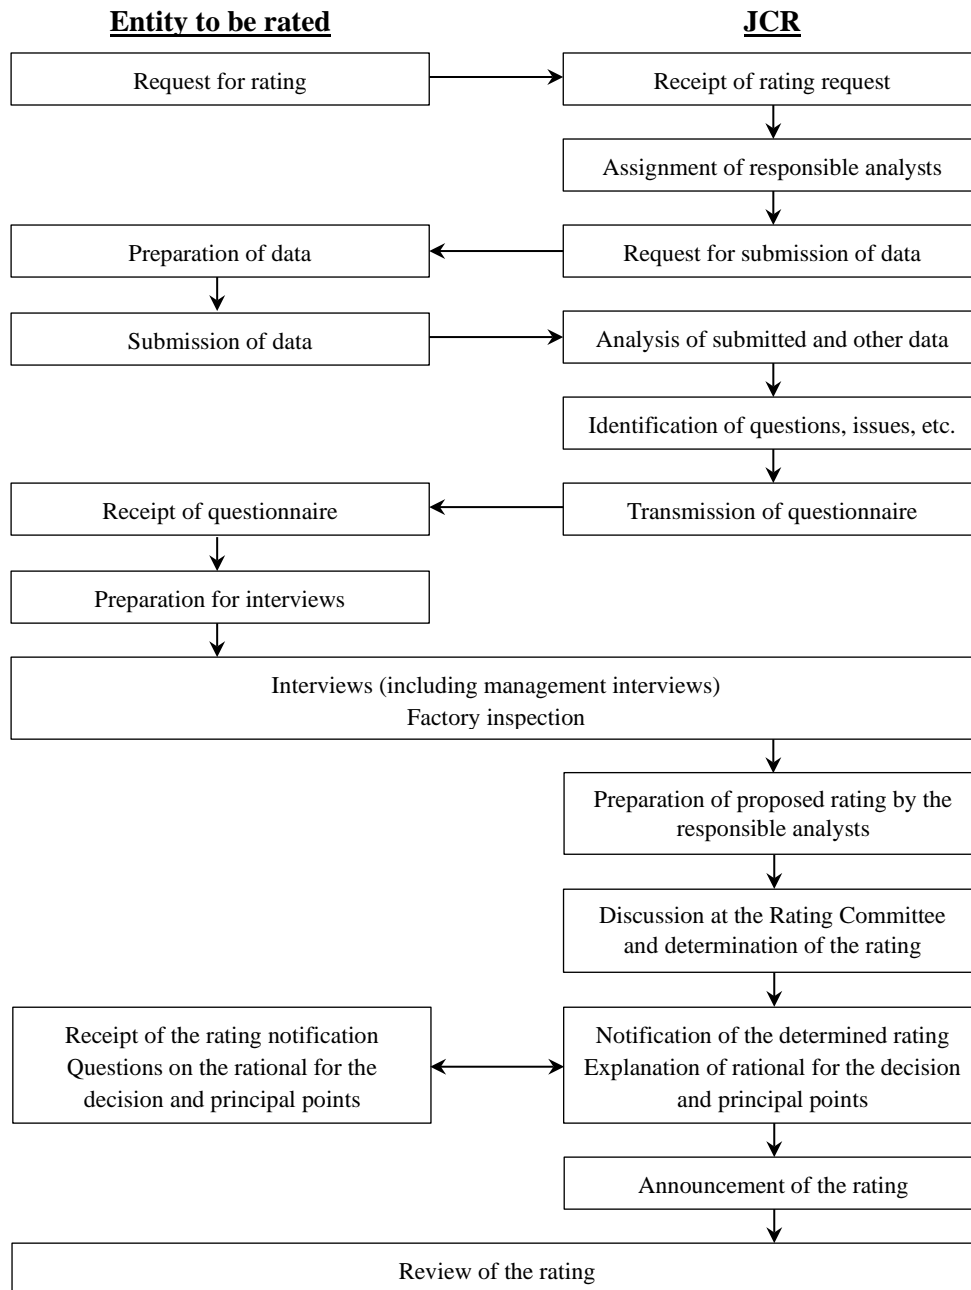 Entity to be rated
JCR
Request for rating
Receipt of rating request
Assignment of responsible analysts
Preparation of data
Request for submission of data
Submission of data
Analysis of submitted and other data
Identification of questions, issues, etc.
Receipt of questionnaire
Transmission of questionnaire
Preparation for interviews
Interviews (including management interviews)
Factory inspection
Preparation of proposed rating by the
responsible analysts
Discussion at the Rating Committee
and determination of the rating
Receipt of the rating notification
Questions on the rational for the
decision and principal points
Notification of the determined rating
Explanation of rational for the decision
and principal points
Announcement of the rating
Review of the rating